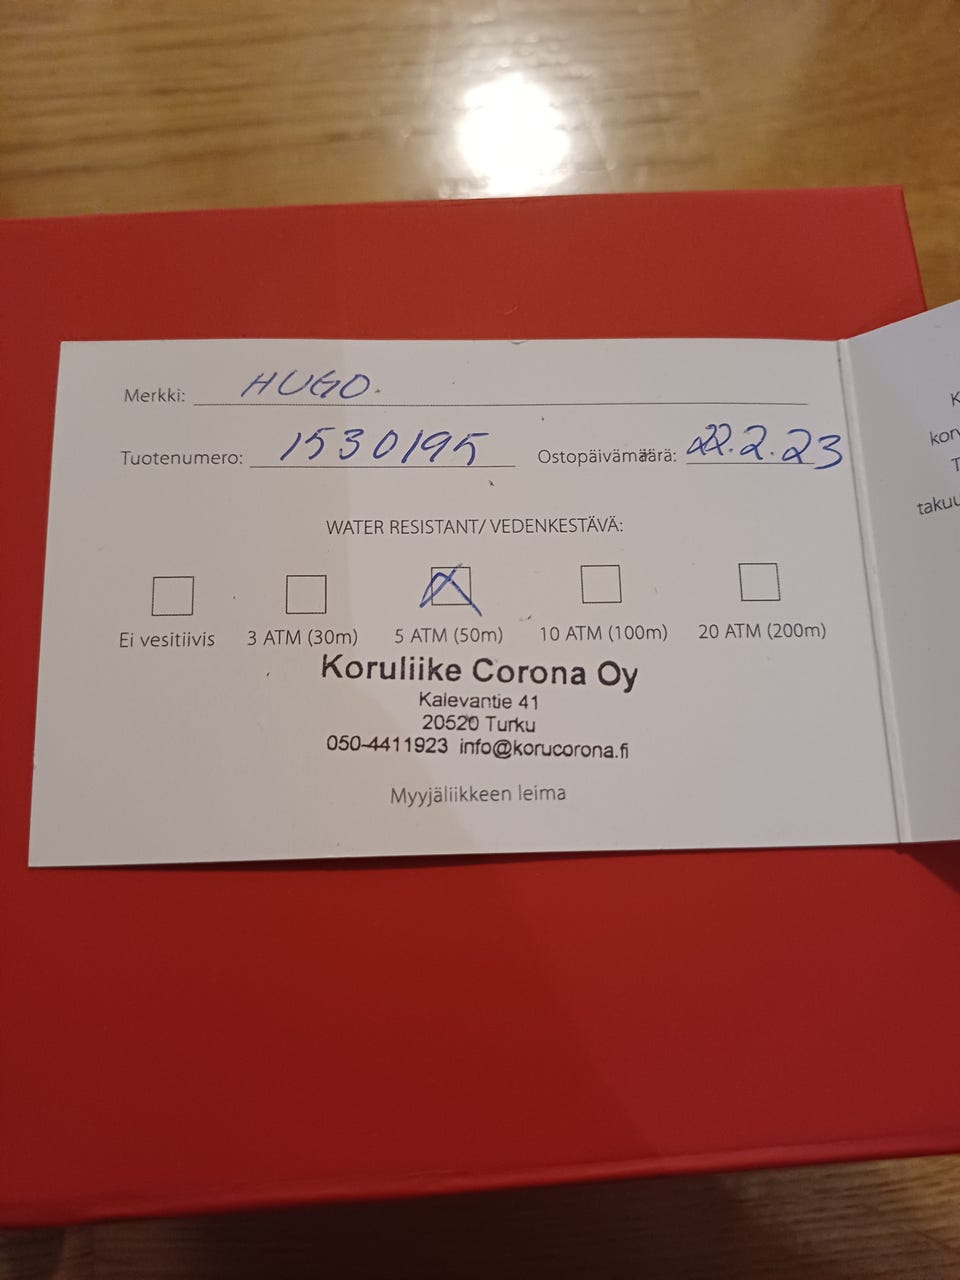 Merkki: HUGO.
Tuotenumero: 1530195 Ostopäivämäärä: 22.2.23
WATER RESISTANT/ VEDENKESTÄVÄ:
Ei vesitiivis 3 ATM (30m) 5 ATM (50m) 10 ATM (100m) 20 ATM (200m)
Koruliike Corona Oy
Kalevantie 41
20520 Turku
050-4411923 info@korucorona.fi
Myyjäliikkeen leima